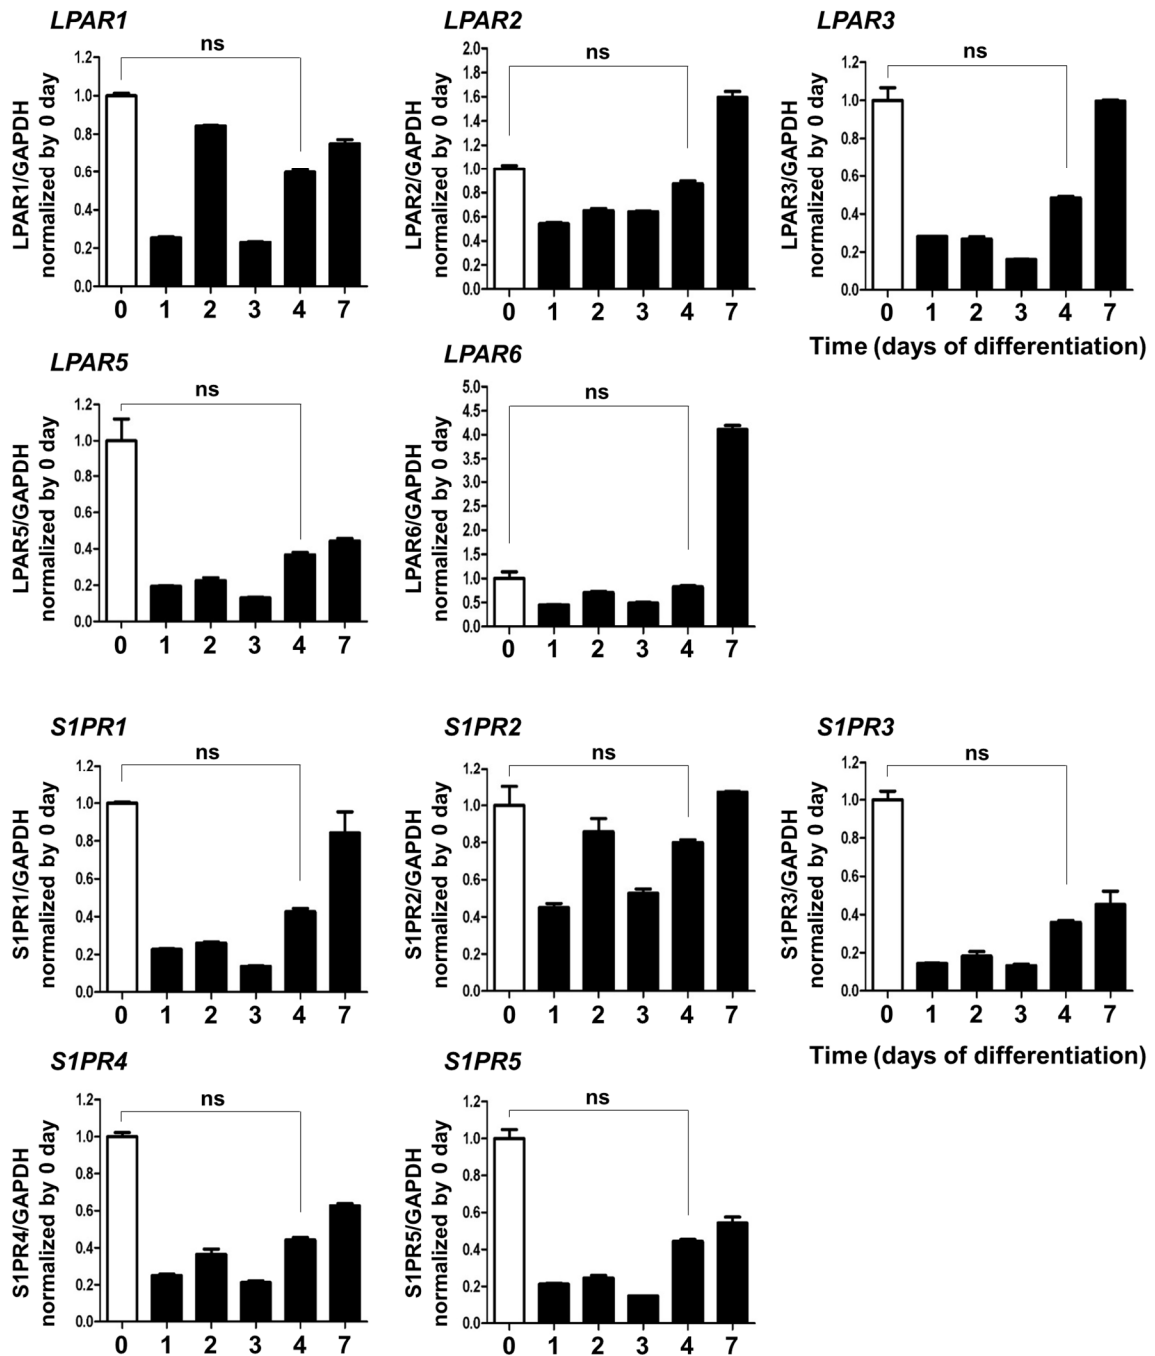 LPAR1
ns
LPAR1/GAPDH
normalized by 0 day
1.2
1.0
0.8
0.6
0.4
0.2
0.0
0 1 2 3 4 7
LPAR2
ns
LPAR2/GAPDH
normalized by 0 day
2.0
1.8
1.6
1.4
1.2
1.0
0.8
0.6
0.4
0.2
0.0
0 1 2 3 4 7
LPAR3
ns
LPAR3/GAPDH
normalized by 0 day
1.2
1.0
0.8
0.6
0.4
0.2
0.0
0 1 2 3 4 7
Time (days of differentiation)
LPAR5
ns
LPAR5/GAPDH
normalized by 0 day
1.2
1.0
0.8
0.6
0.4
0.2
0.0
0 1 2 3 4 7
LPAR6
ns
LPAR6/GAPDH
normalized by 0 day
5.0
4.5
4.0
3.5
3.0
2.5
2.0
1.5
1.0
0.5
0.0
0 1 2 3 4 7
S1PR1
ns
S1PR1/GAPDH
normalized by 0 day
1.2
1.0
0.8
0.6
0.4
0.2
0.0
0 1 2 3 4 7
S1PR2
ns
S1PR2/GAPDH
normalized by 0 day
1.2
1.0
0.8
0.6
0.4
0.2
0.0
0 1 2 3 4 7
S1PR3
ns
S1PR3/GAPDH
normalized by 0 day
1.2
1.0
0.8
0.6
0.4
0.2
0.0
0 1 2 3 4 7
Time (days of differentiation)
S1PR4
ns
S1PR4/GAPDH
normalized by 0 day
1.2
1.0
0.8
0.6
0.4
0.2
0.0
0 1 2 3 4 7
S1PR5
ns
S1PR5/GAPDH
normalized by 0 day
1.2
1.0
0.8
0.6
0.4
0.2
0.0
0 1 2 3 4 7